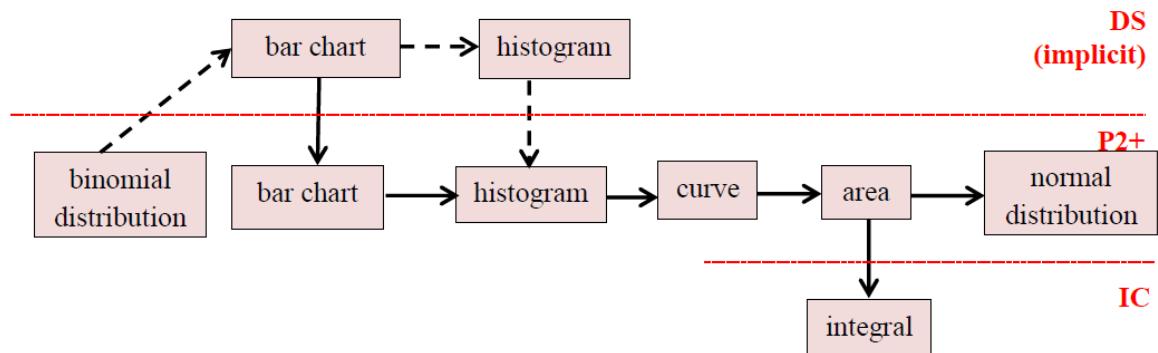 bar chart
histogram
DS
(implicit)
P2+
binomial
distribution
bar chart
histogram
curve
area
normal
distribution
IC
integral